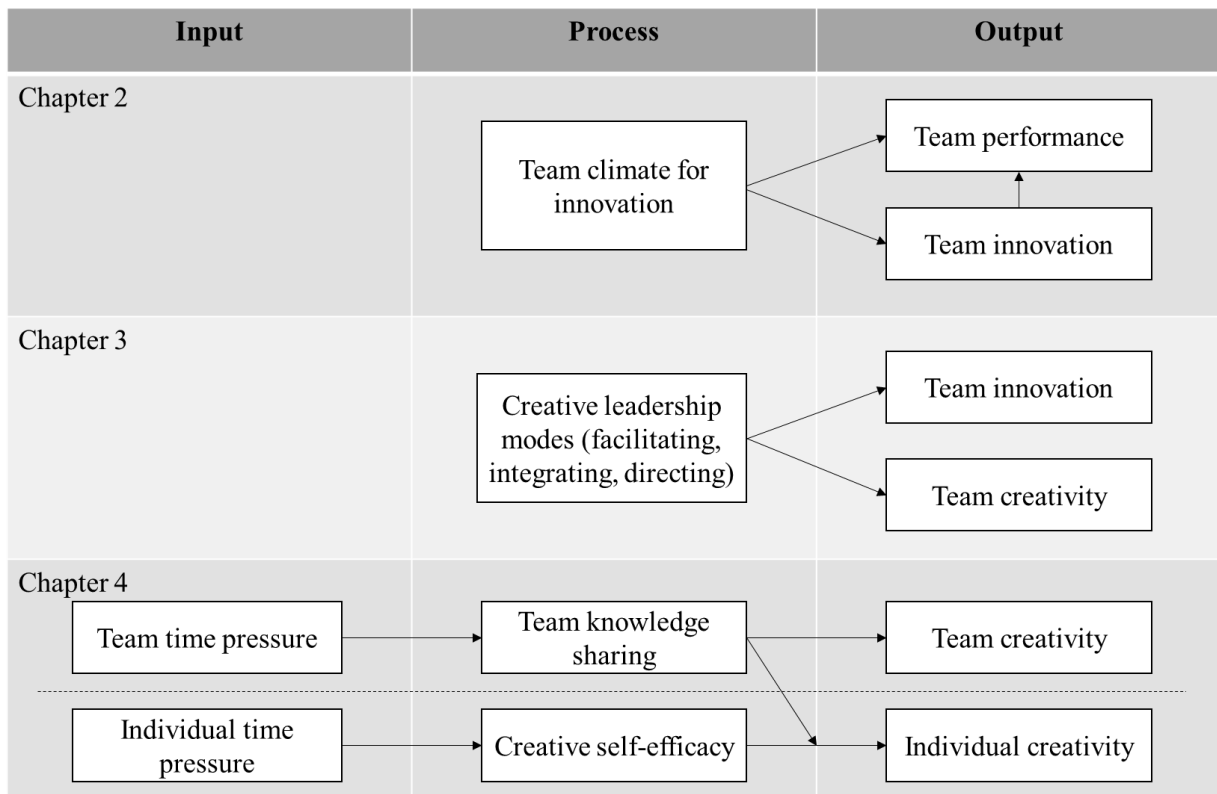 Input
Process
Output
Chapter 2
Team climate for
innovation
Team performance
Team innovation
Chapter 3
Creative leadership
modes (facilitating,
integrating, directing)
Team innovation
Team creativity
Chapter 4
Team time pressure
Team knowledge
sharing
Team creativity
Individual time
pressure
Creative self-efficacy
Individual creativity